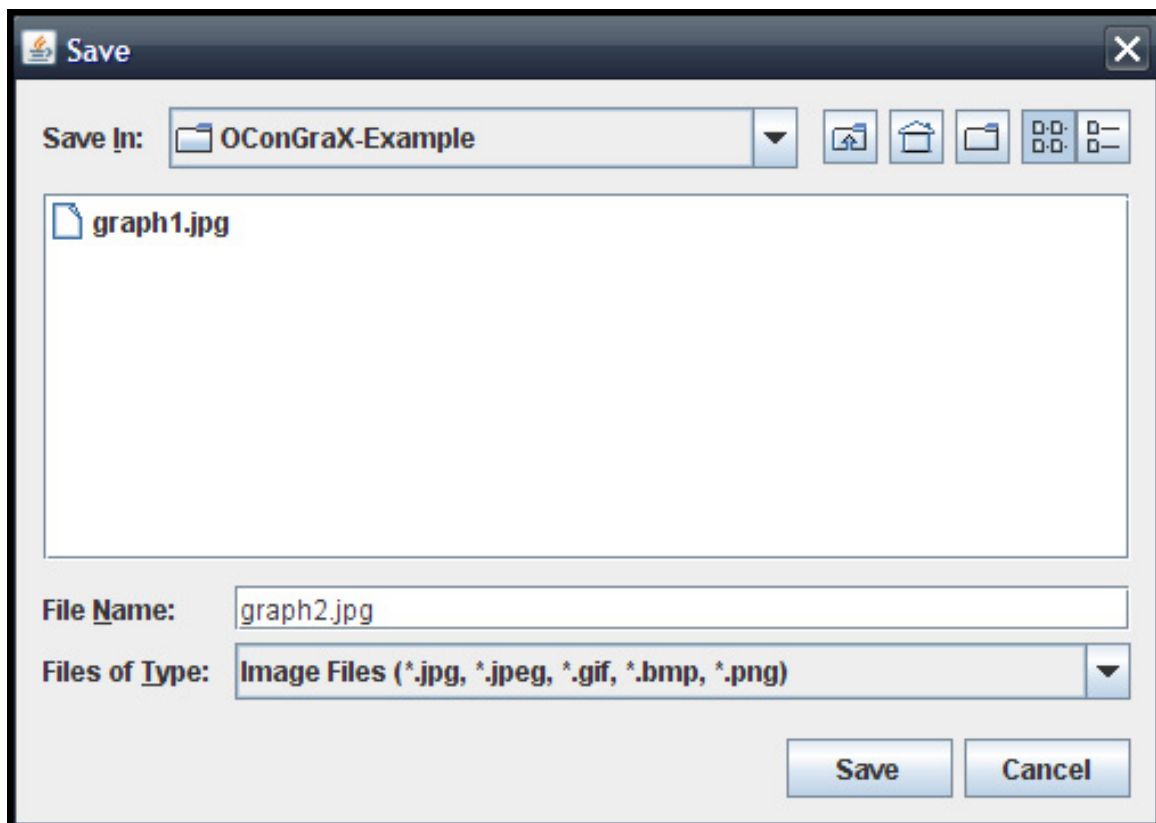 Save
Save In: OConGraX-Example
graph1.jpg
File Name: graph2.jpg
Files of Type: Image Files (*.jpg, *.jpeg, *.gif, *.bmp, *.png)
Save Cancel